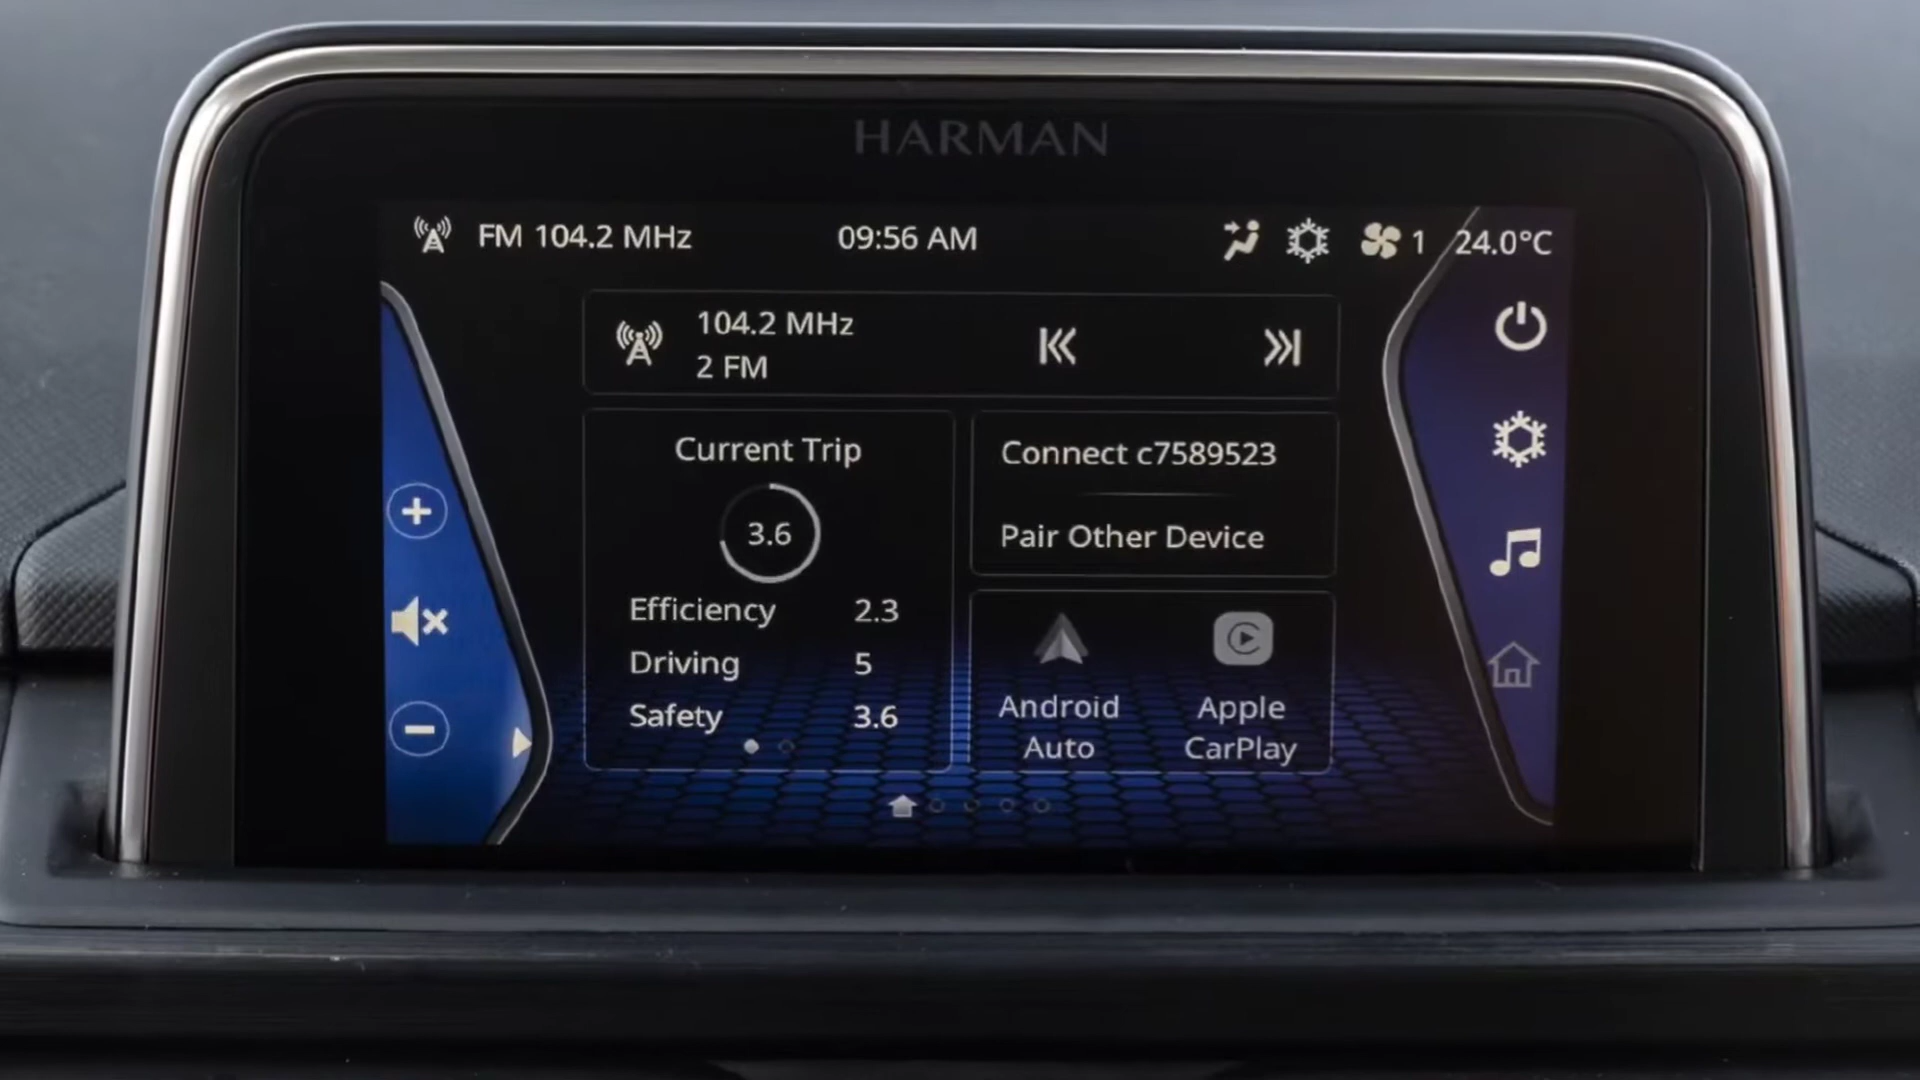 HARMAN
FM 104.2 MHz
09:56 AM
1
24.0°C
104.2 MHz
2 FM
Current Trip
3.6
Efficiency 2.3
Driving 5
Safety 3.6
Connect c7589523
Pair Other Device
Android
Auto
Apple
CarPlay